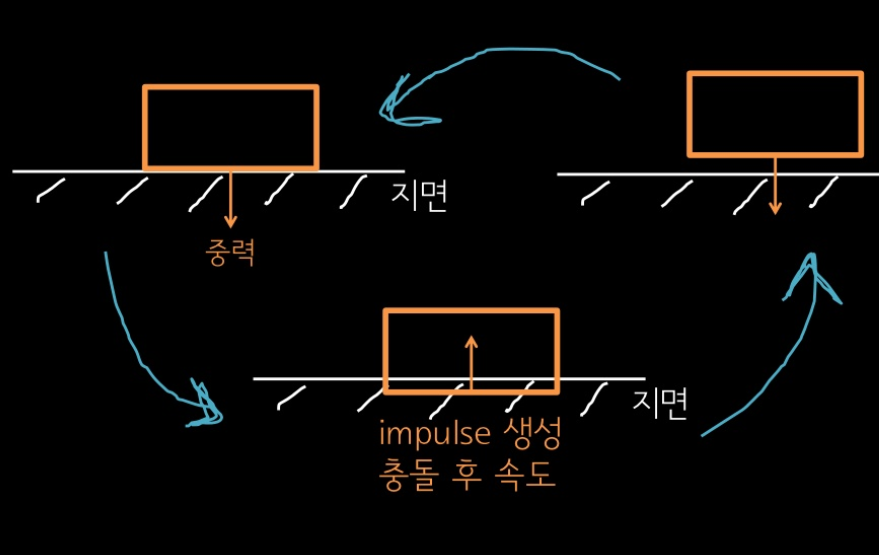 지면
중력
지면
impulse 생성
충돌 후 속도